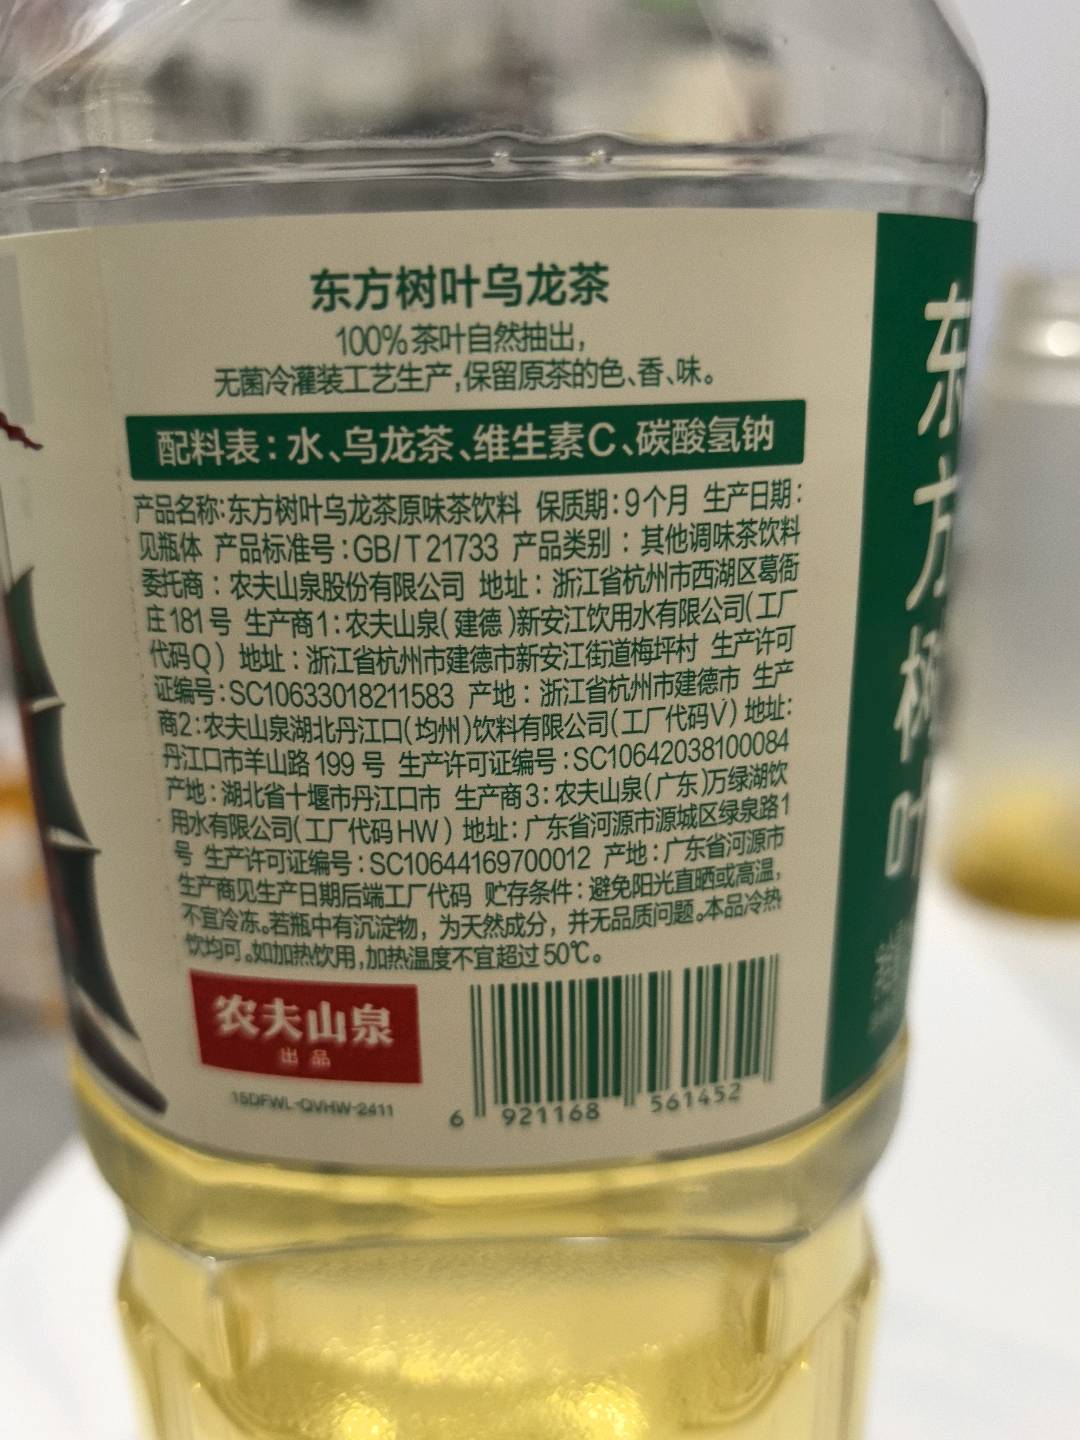 东方树叶乌龙茶
100%茶叶自然抽出，
无菌冷灌装工艺生产，保留原茶的色、香、味。
配料表：水、乌龙茶、维生素C、碳酸氢钠
产品名称：东方树叶乌龙茶原味茶饮料 保质期：9个月 生产日期：
见瓶体 产品标准号：GB/T 21733 产品类别：其他调味茶饮料
委托商：农夫山泉股份有限公司 地址：浙江省杭州市西湖区葛衙
庄181号 生产商1：农夫山泉（建德）新安江饮用水有限公司（工厂
代码Q）地址：浙江省杭州市建德市新安江街道梅坪村 生产许可
证编号：SC10633018211583 产地：浙江省杭州市建德市 生产
商2：农夫山泉湖北丹江口（均州）饮料有限公司（工厂代码V）地址：
丹江口市羊山路199号 生产许可证编号：SC10642038100084
产地：湖北省十堰市丹江口市 生产商3：农夫山泉（广东）万绿湖饮
用水有限公司（工厂代码HW）地址：广东省河源市源城区绿泉路1
号 生产许可证编号：SC10644169700012 产地：广东省河源市
生产商见生产日期后端工厂代码 贮存条件：避免阳光直晒或高温，
不宜冷冻。若瓶中有沉淀物，为天然成分，并无品质问题。本品冷热
饮均可。如加热饮用，加热温度不宜超过50℃。
农夫山泉
出品
15DFWL-QVHW-2411
6 921168 561452
东方树叶